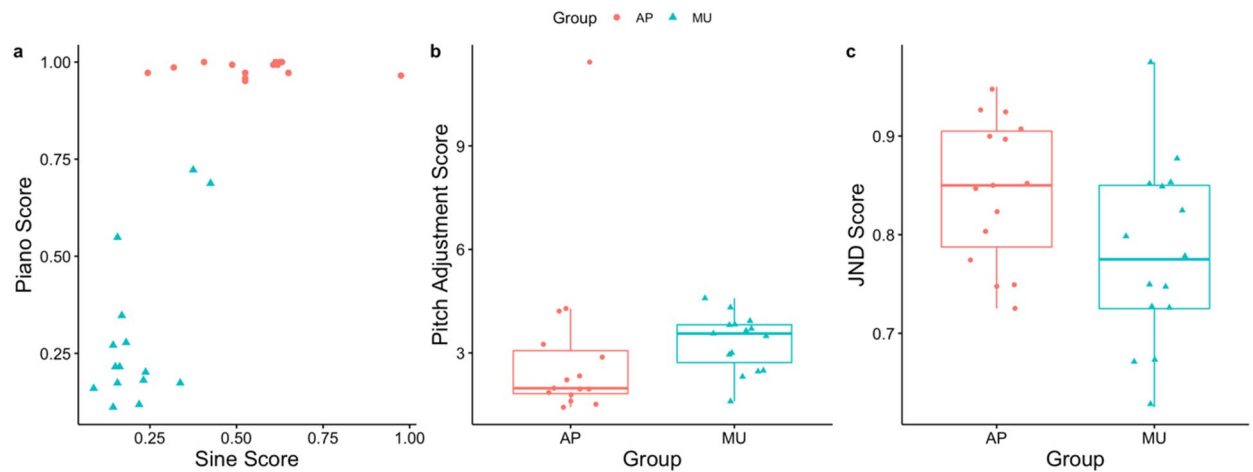 Group AP MU
a
Piano Score
1.00
0.75
0.50
0.25
0.25 0.50 0.75 1.00
Sine Score
b
Pitch Adjustment Score
9
6
3
AP MU
Group
c
JND Score
0.9
0.8
0.7
AP MU
Group